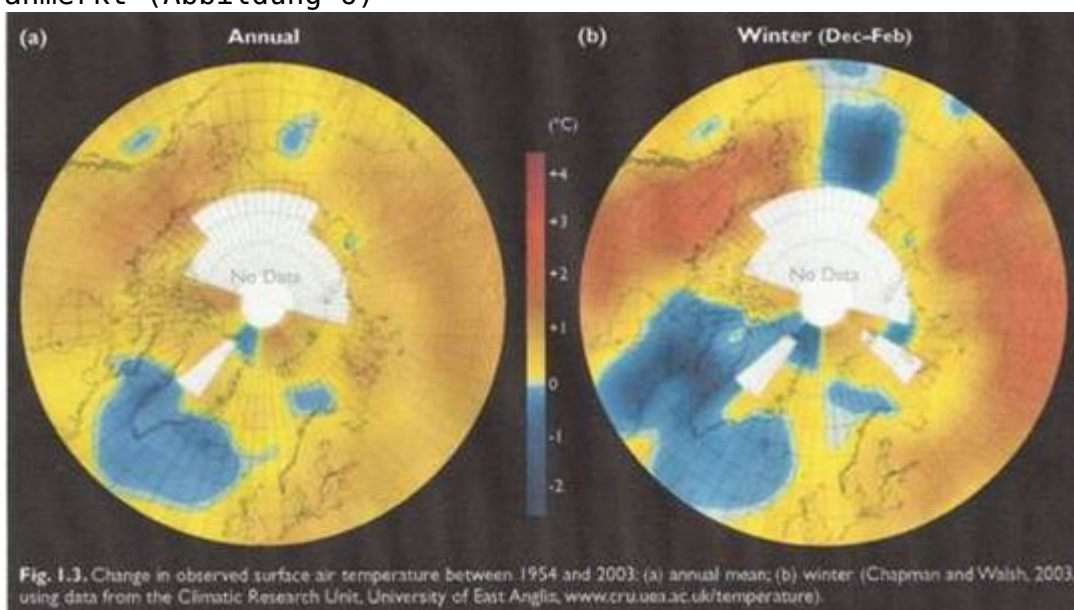 anmerkt (Abbildung
(a) Annual
(b) Winter (Dec–Feb)
(°C)
+4
+3
+2
+1
0
-1
-2
No Data
No Data
Fig. 1.3. Change in observed surface air temperature between 1954 and 2003: (a) annual mean; (b) winter (Chapman and Walsh, 2003,
using data from the Climatic Research Unit, University of East Anglia, www.cru.uea.ac.uk/temperature).